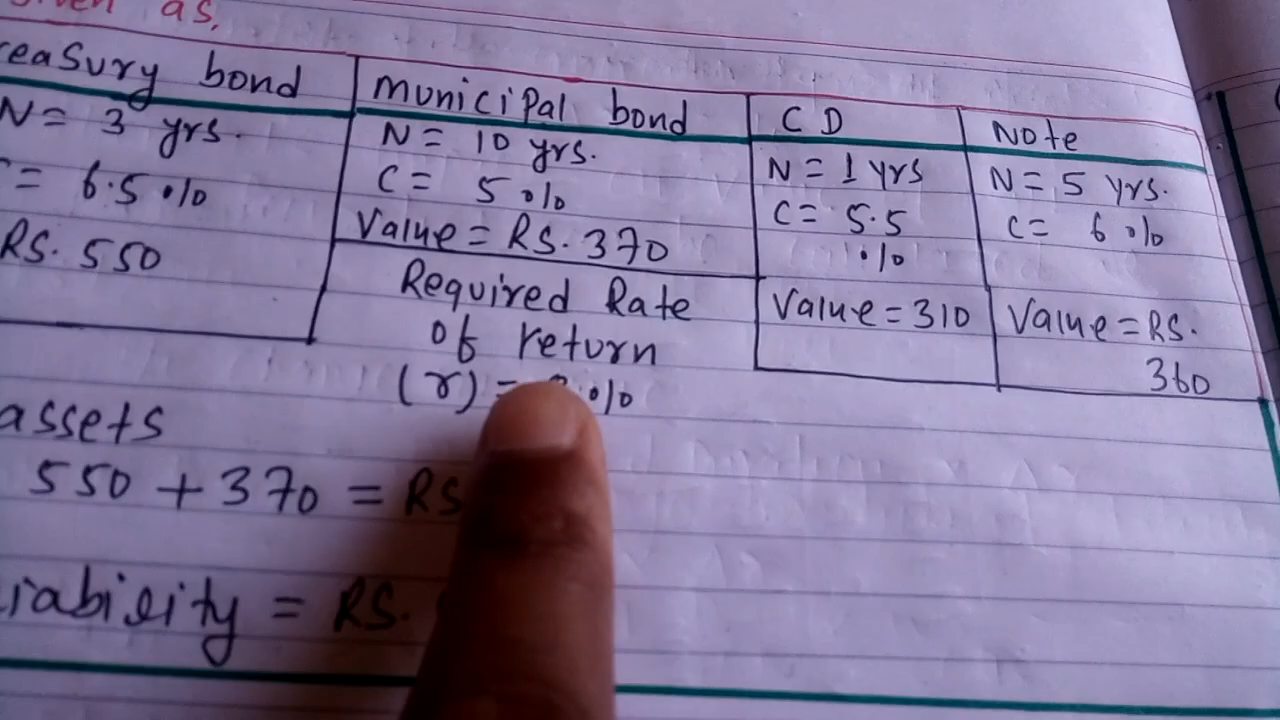 as,
bond
N= 3 yrs.
= 6.5 %
RS. 550
municipal bond
N= 10 yrs.
C= 5 %
Value = RS. 370
Required Rate
of return
(r) = %
CD
N=1 yrs
C= 5.5
%
Value=310
Note
N= 5 yrs.
C= 6 %
Value=RS.
360
assets
550 + 370 = RS
= RS.